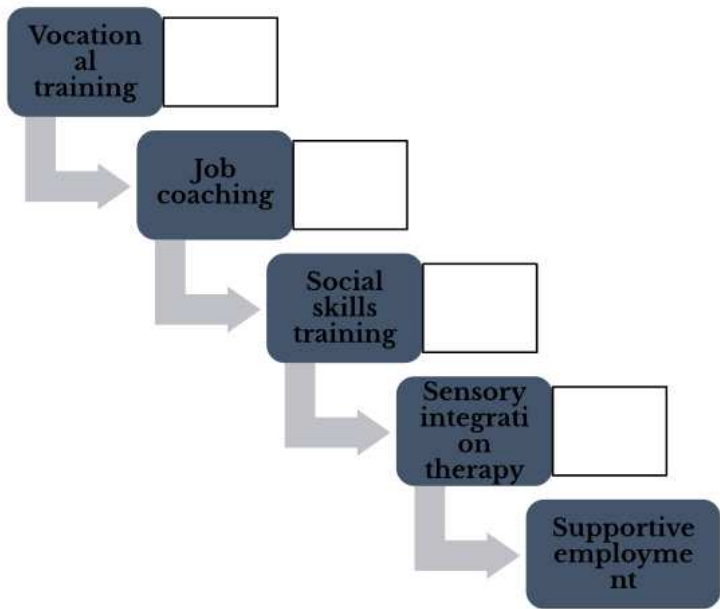 Vocation
al
training
Job
coaching
Social
skills
training
Sensory
integrati
on
therapy
Supportive
employme
nt